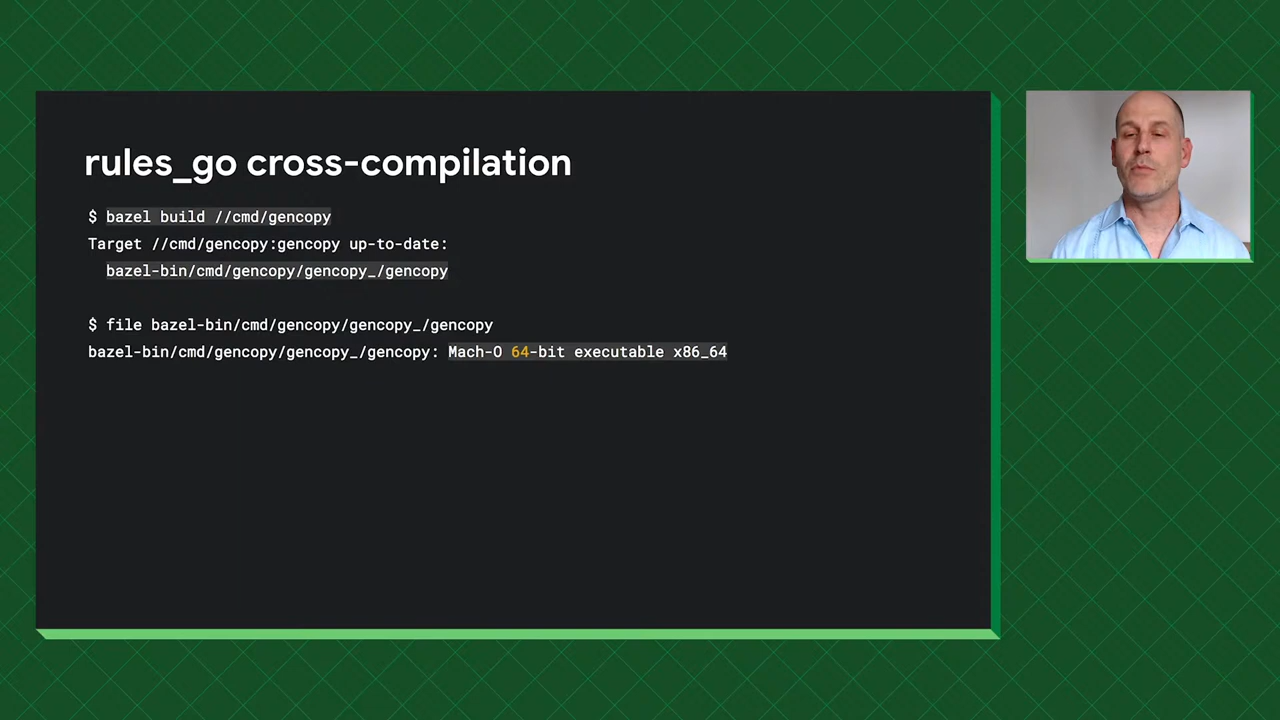 rules_go cross-compilation
$ bazel build //cmd/gencopy
Target //cmd/gencopy:gencopy up-to-date:
bazel-bin/cmd/gencopy/gencopy_/gencopy
$ file bazel-bin/cmd/gencopy/gencopy_/gencopy
bazel-bin/cmd/gencopy/gencopy_/gencopy: Mach-O 64-bit executable x86_64